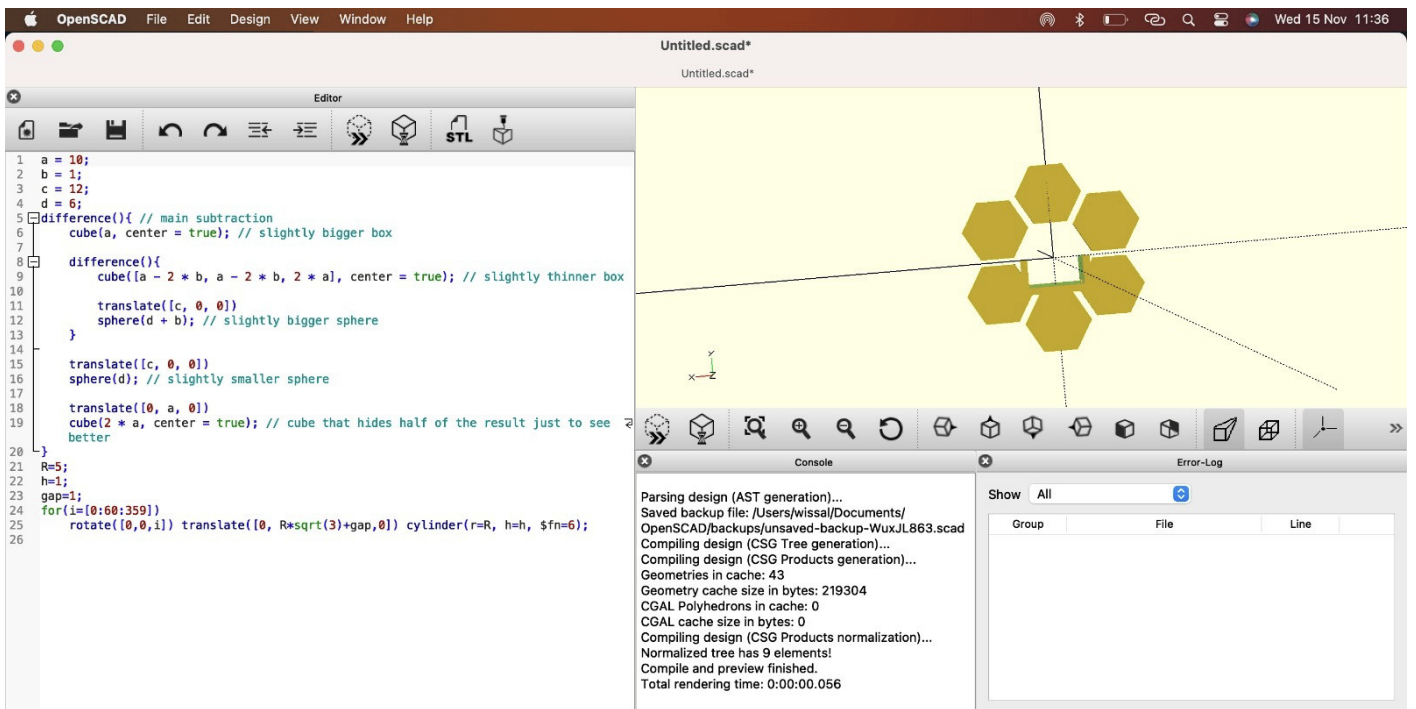 OpenSCAD File Edit Design View Window Help Wed 15 Nov 11:36
Untitled.scad*
Untitled.scad*
Editor
STL
1 a = 10;
2 b = 1;
3 c = 12;
4 d = 6;
5 difference(){ // main subtraction
6 cube(a, center = true); // slightly bigger box
7
8 difference(){
9 cube([a - 2 * b, a - 2 * b, 2 * a], center = true); // slightly thinner box
10
11 translate([c, 0, 0])
12 sphere(d + b); // slightly bigger sphere
13 }
14
15 translate([c, 0, 0])
16 sphere(d); // slightly smaller sphere
17
18 translate([0, a, 0])
19 cube(2 * a, center = true); // cube that hides half of the result just to see
better
20 }
21 R=5;
22 h=1;
23 gap=1;
24 for(i=[0:60:359])
25 rotate([0,0,i]) translate([0, R*sqrt(3)+gap,0]) cylinder(r=R, h=h, $fn=6);
26
y
x
z
Console
Parsing design (AST generation)...
Saved backup file: /Users/wissal/Documents/
OpenSCAD/backups/unsaved-backup-WuxJL863.scad
Compiling design (CSG Tree generation)...
Compiling design (CSG Products generation)...
Geometries in cache: 43
Geometry cache size in bytes: 219304
CGAL Polyhedrons in cache: 0
CGAL cache size in bytes: 0
Compiling design (CSG Products normalization)...
Normalized tree has 9 elements!
Compile and preview finished.
Total rendering time: 0:00:00.056
Error-Log
Show All
Group File Line